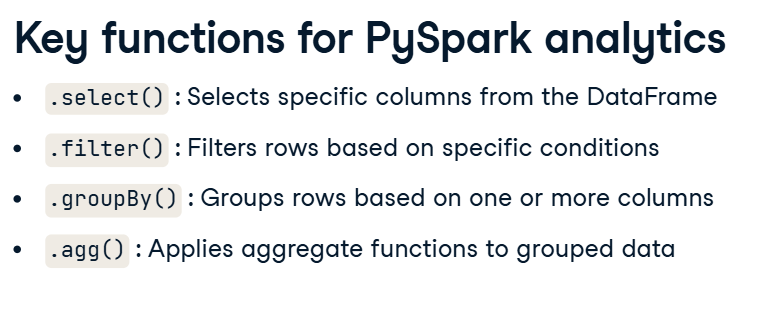 Key functions for PySpark analytics
• .select() : Selects specific columns from the DataFrame
• .filter() : Filters rows based on specific conditions
• .groupBy() : Groups rows based on one or more columns
• .agg() : Applies aggregate functions to grouped data